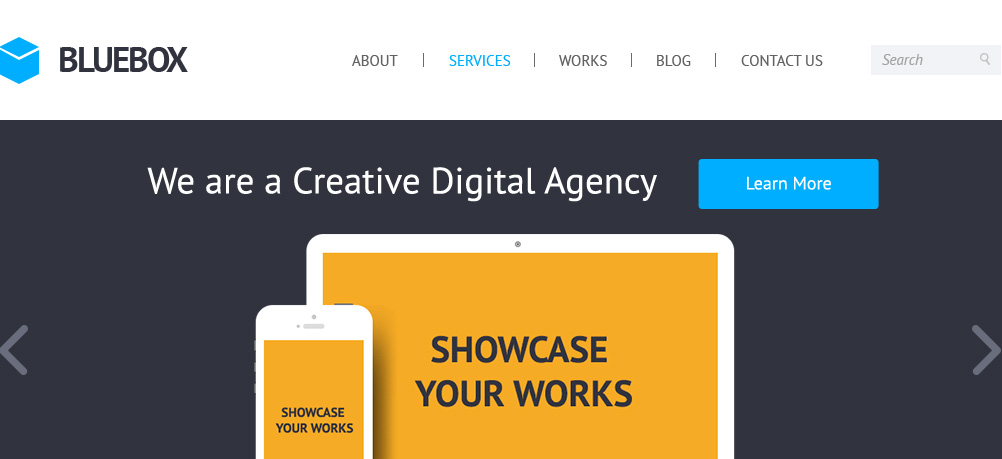 BLUEBOX
ABOUT | SERVICES | WORKS | BLOG | CONTACT US
Search
We are a Creative Digital Agency
Learn More
SHOWCASE
YOUR WORKS
SHOWCASE
YOUR WORKS